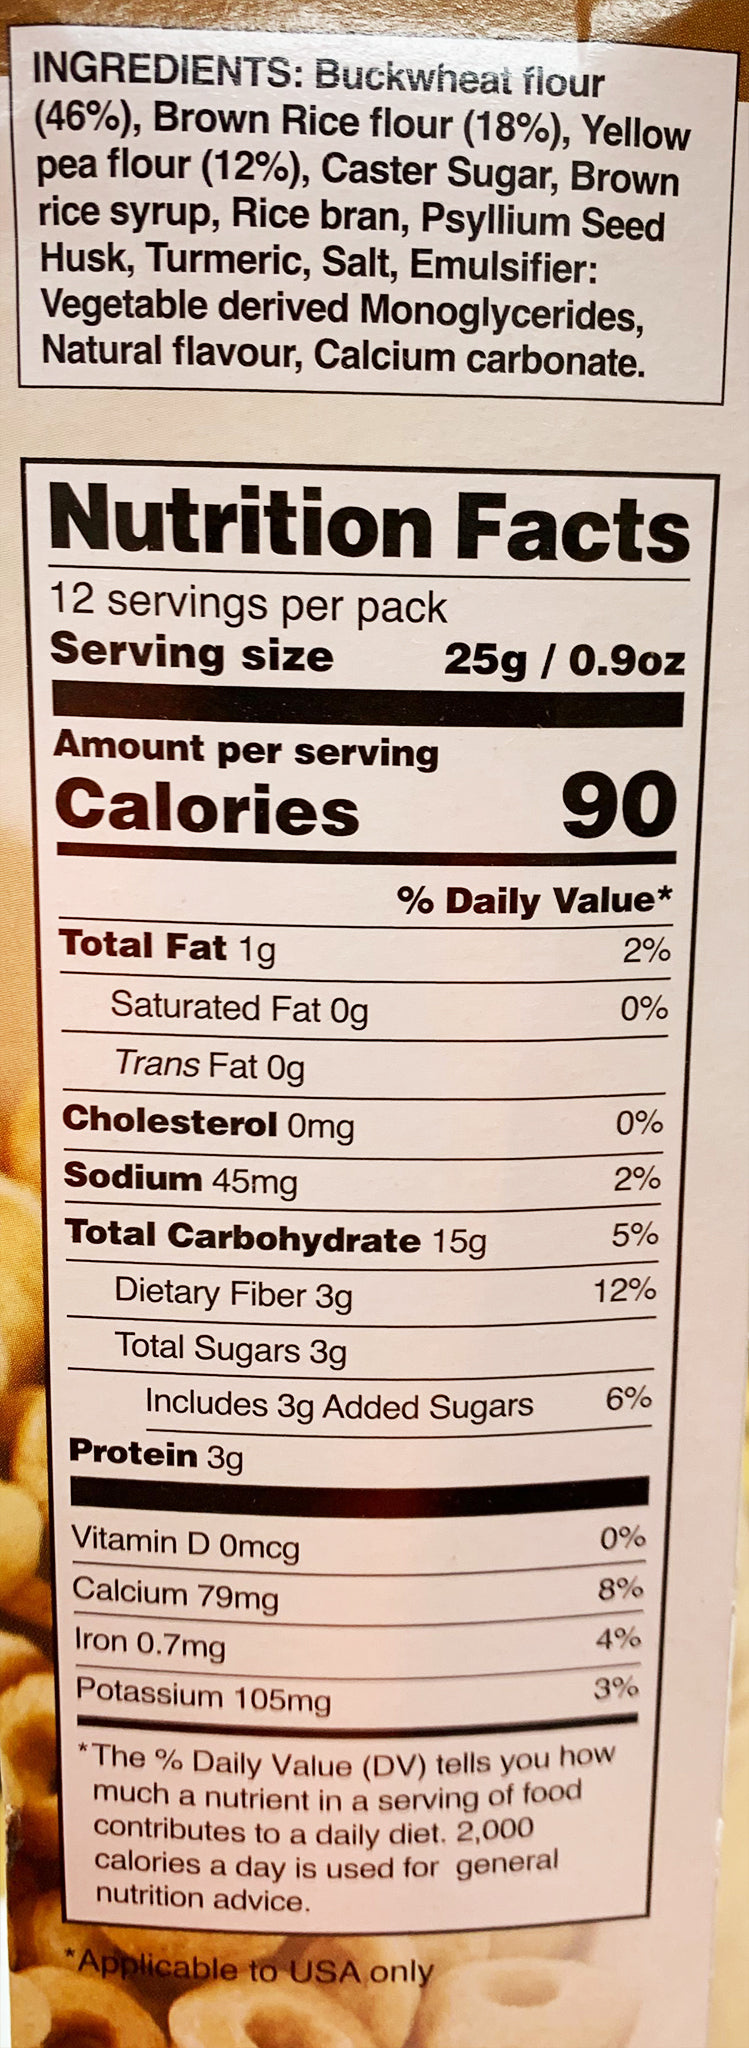 INGREDIENTS: Buckwheat flour
(46%), Brown Rice flour (18%), Yellow
pea flour (12%), Caster Sugar, Brown
rice syrup, Rice bran, Psyllium Seed
Husk, Turmeric, Salt, Emulsifier:
Vegetable derived Monoglycerides,
Natural flavour, Calcium carbonate.
Nutrition Facts
12 servings per pack
Serving size 25g / 0.9oz
Amount per serving
Calories 90
% Daily Value*
Total Fat 1g 2%
Saturated Fat 0g 0%
Trans Fat 0g
Cholesterol 0mg 0%
Sodium 45mg 2%
Total Carbohydrate 15g 5%
Dietary Fiber 3g 12%
Total Sugars 3g
Includes 3g Added Sugars 6%
Protein 3g
Vitamin D 0mcg 0%
Calcium 79mg 8%
Iron 0.7mg 4%
Potassium 105mg 3%
*The % Daily Value (DV) tells you how
much a nutrient in a serving of food
contributes to a daily diet. 2,000
calories a day is used for general
nutrition advice.
*Applicable to USA only